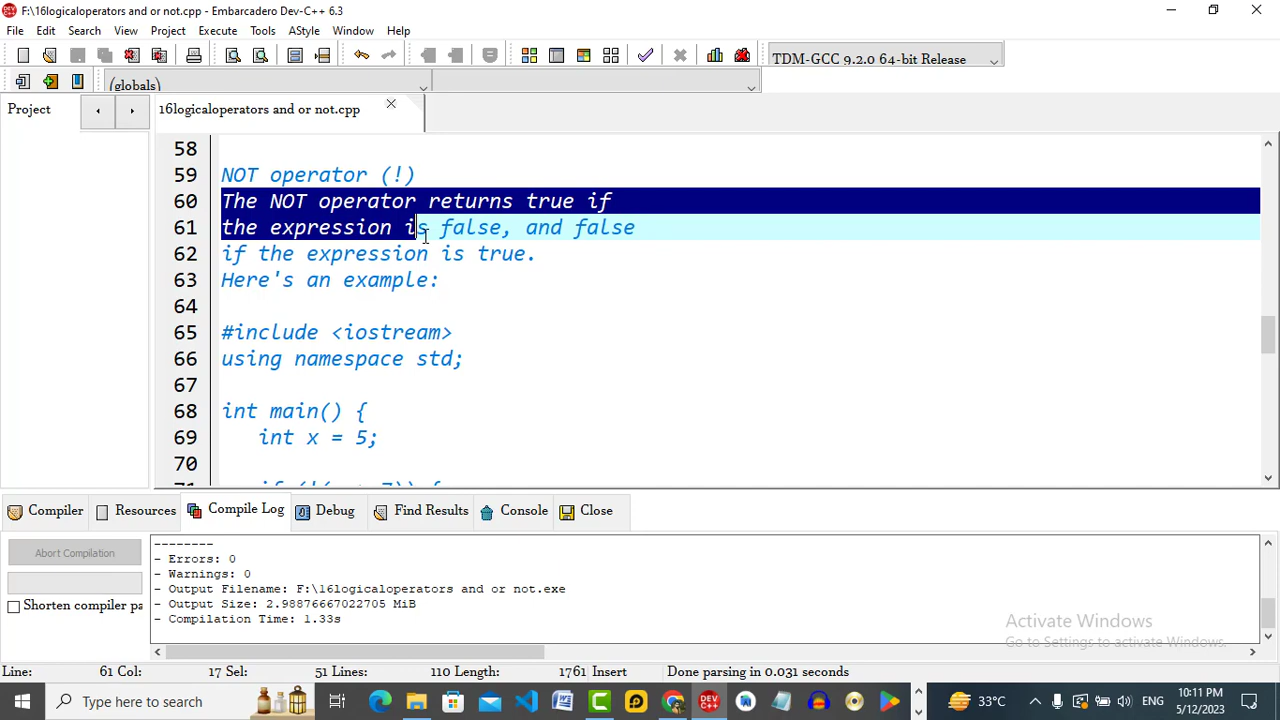 F:\16logicaloperators and or not.cpp - Embarcadero Dev-C++ 6.3
File Edit Search View Project Execute Tools AStyle Window Help
TDM-GCC 9.2.0 64-bit Release
(globals)
Project
16logicaloperators and or not.cpp
58
59 NOT operator (!)
60 The NOT operator returns true if
61 the expression is false, and false
62 if the expression is true.
63 Here's an example:
64
65 #include <iostream>
66 using namespace std;
67
68 int main() {
69 int x = 5;
70
Compiler Resources Compile Log Debug Find Results Console Close
Abort Compilation
Shorten compiler pa
--------
- Errors: 0
- Warnings: 0
- Output Filename: F:\16logicaloperators and or not.exe
- Output Size: 2.98876667022705 MiB
- Compilation Time: 1.33s
Activate Windows
Go to Settings to activate Windows.
Line: 61 Col: 17 Sel: 51 Lines: 110 Length: 1761 Insert Done parsing in 0.031 seconds
Type here to search
33°C
ENG
10:11 PM
5/12/2023